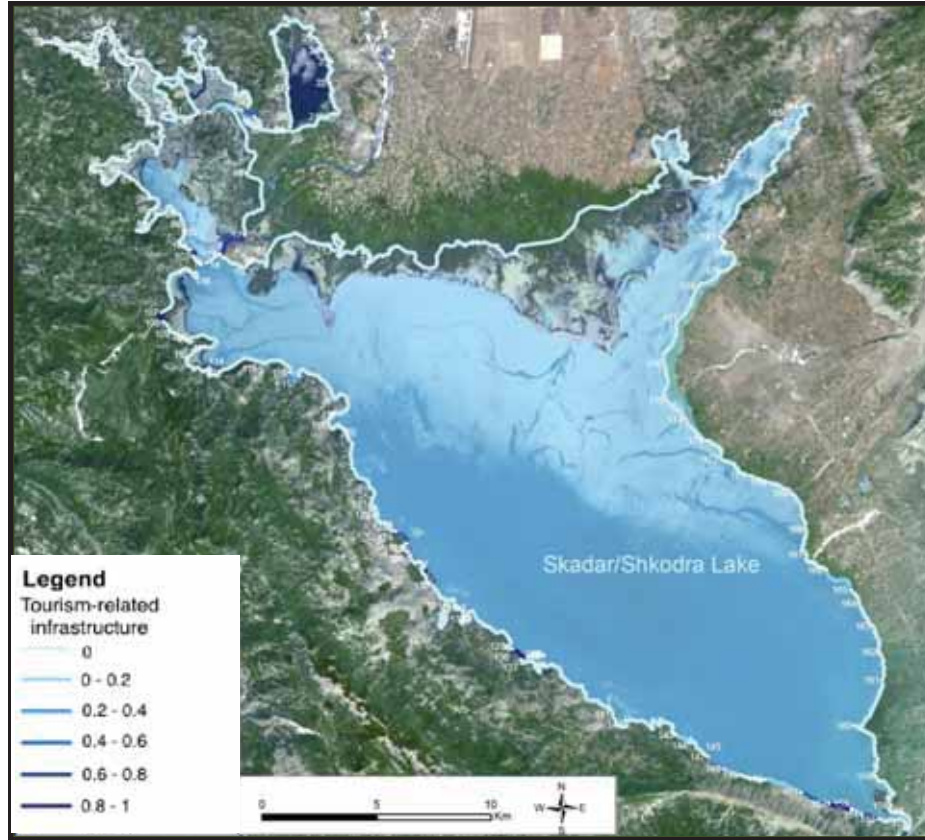 Skadar/Shkodra Lake
Legend
Tourism-related
infrastructure
0
0 - 0.2
0.2 - 0.4
0.4 - 0.6
0.6 - 0.8
0.8 - 1
0 5 10
Km
N
W E
S